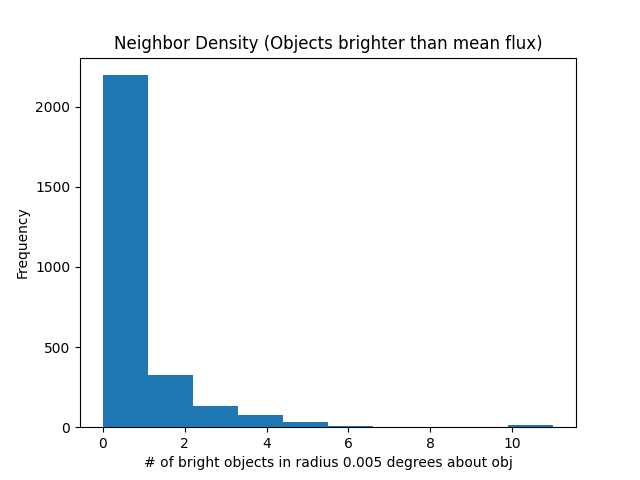 Neighbor Density (Objects brighter than mean flux)
2000
1500
1000
500
0
Frequency
0 2 4 6 8 10
# of bright objects in radius 0.005 degrees about obj